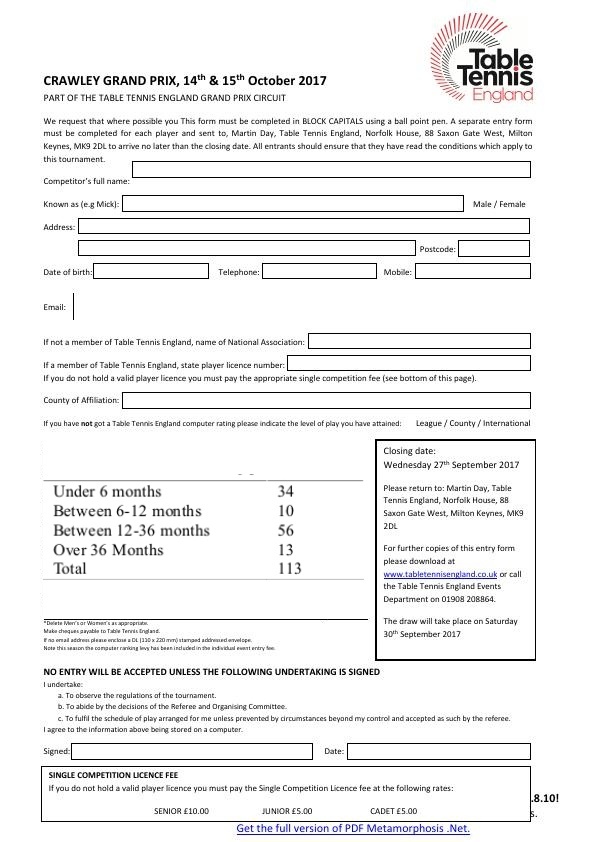 Table
Tennis
England
CRAWLEY GRAND PRIX, 14th & 15th October 2017
PART OF THE TABLE TENNIS ENGLAND GRAND PRIX CIRCUIT
We request that where possible you This form must be completed in BLOCK CAPITALS using a ball point pen. A separate entry form
must be completed for each player and sent to, Martin Day, Table Tennis England, Norfolk House, 88 Saxon Gate West, Milton
Keynes, MK9 2DL to arrive no later than the closing date. All entrants should ensure that they have read the conditions which apply to
this tournament.
Competitor's full name:
Known as (e.g Mick): Male / Female
Address:
Postcode:
Date of birth: Telephone: Mobile:
Email:
If not a member of Table Tennis England, name of National Association:
If a member of Table Tennis England, state player licence number:
If you do not hold a valid player licence you must pay the appropriate single competition fee (see bottom of this page).
County of Affiliation:
If you have not got a Table Tennis England computer rating please indicate the level of play you have attained: League / County / International
Under 6 months 34
Between 6-12 months 10
Between 12-36 months 56
Over 36 Months 13
Total 113
*Delete Men's or Women's as appropriate.
Make cheques payable to Table Tennis England.
If no email address please enclose a DL (110 x 220 mm) stamped addressed envelope.
Note this season the computer ranking levy has been included in the individual event entry fee.
Closing date:
Wednesday 27th September 2017
Please return to: Martin Day, Table
Tennis England, Norfolk House, 88
Saxon Gate West, Milton Keynes, MK9
2DL
For further copies of this entry form
please download at
www.tabletennisengland.co.uk or call
the Table Tennis England Events
Department on 01908 208864.
The draw will take place on Saturday
30th September 2017
NO ENTRY WILL BE ACCEPTED UNLESS THE FOLLOWING UNDERTAKING IS SIGNED
I undertake:
a. To observe the regulations of the tournament.
b. To abide by the decisions of the Referee and Organising Committee.
c. To fulfil the schedule of play arranged for me unless prevented by circumstances beyond my control and accepted as such by the referee.
I agree to the information above being stored on a computer.
Signed: Date:
SINGLE COMPETITION LICENCE FEE
If you do not hold a valid player licence you must pay the Single Competition Licence fee at the following rates:
SENIOR £10.00 JUNIOR £5.00 CADET £5.00
.8.10!
s.
Get the full version of PDF Metamorphosis .Net.